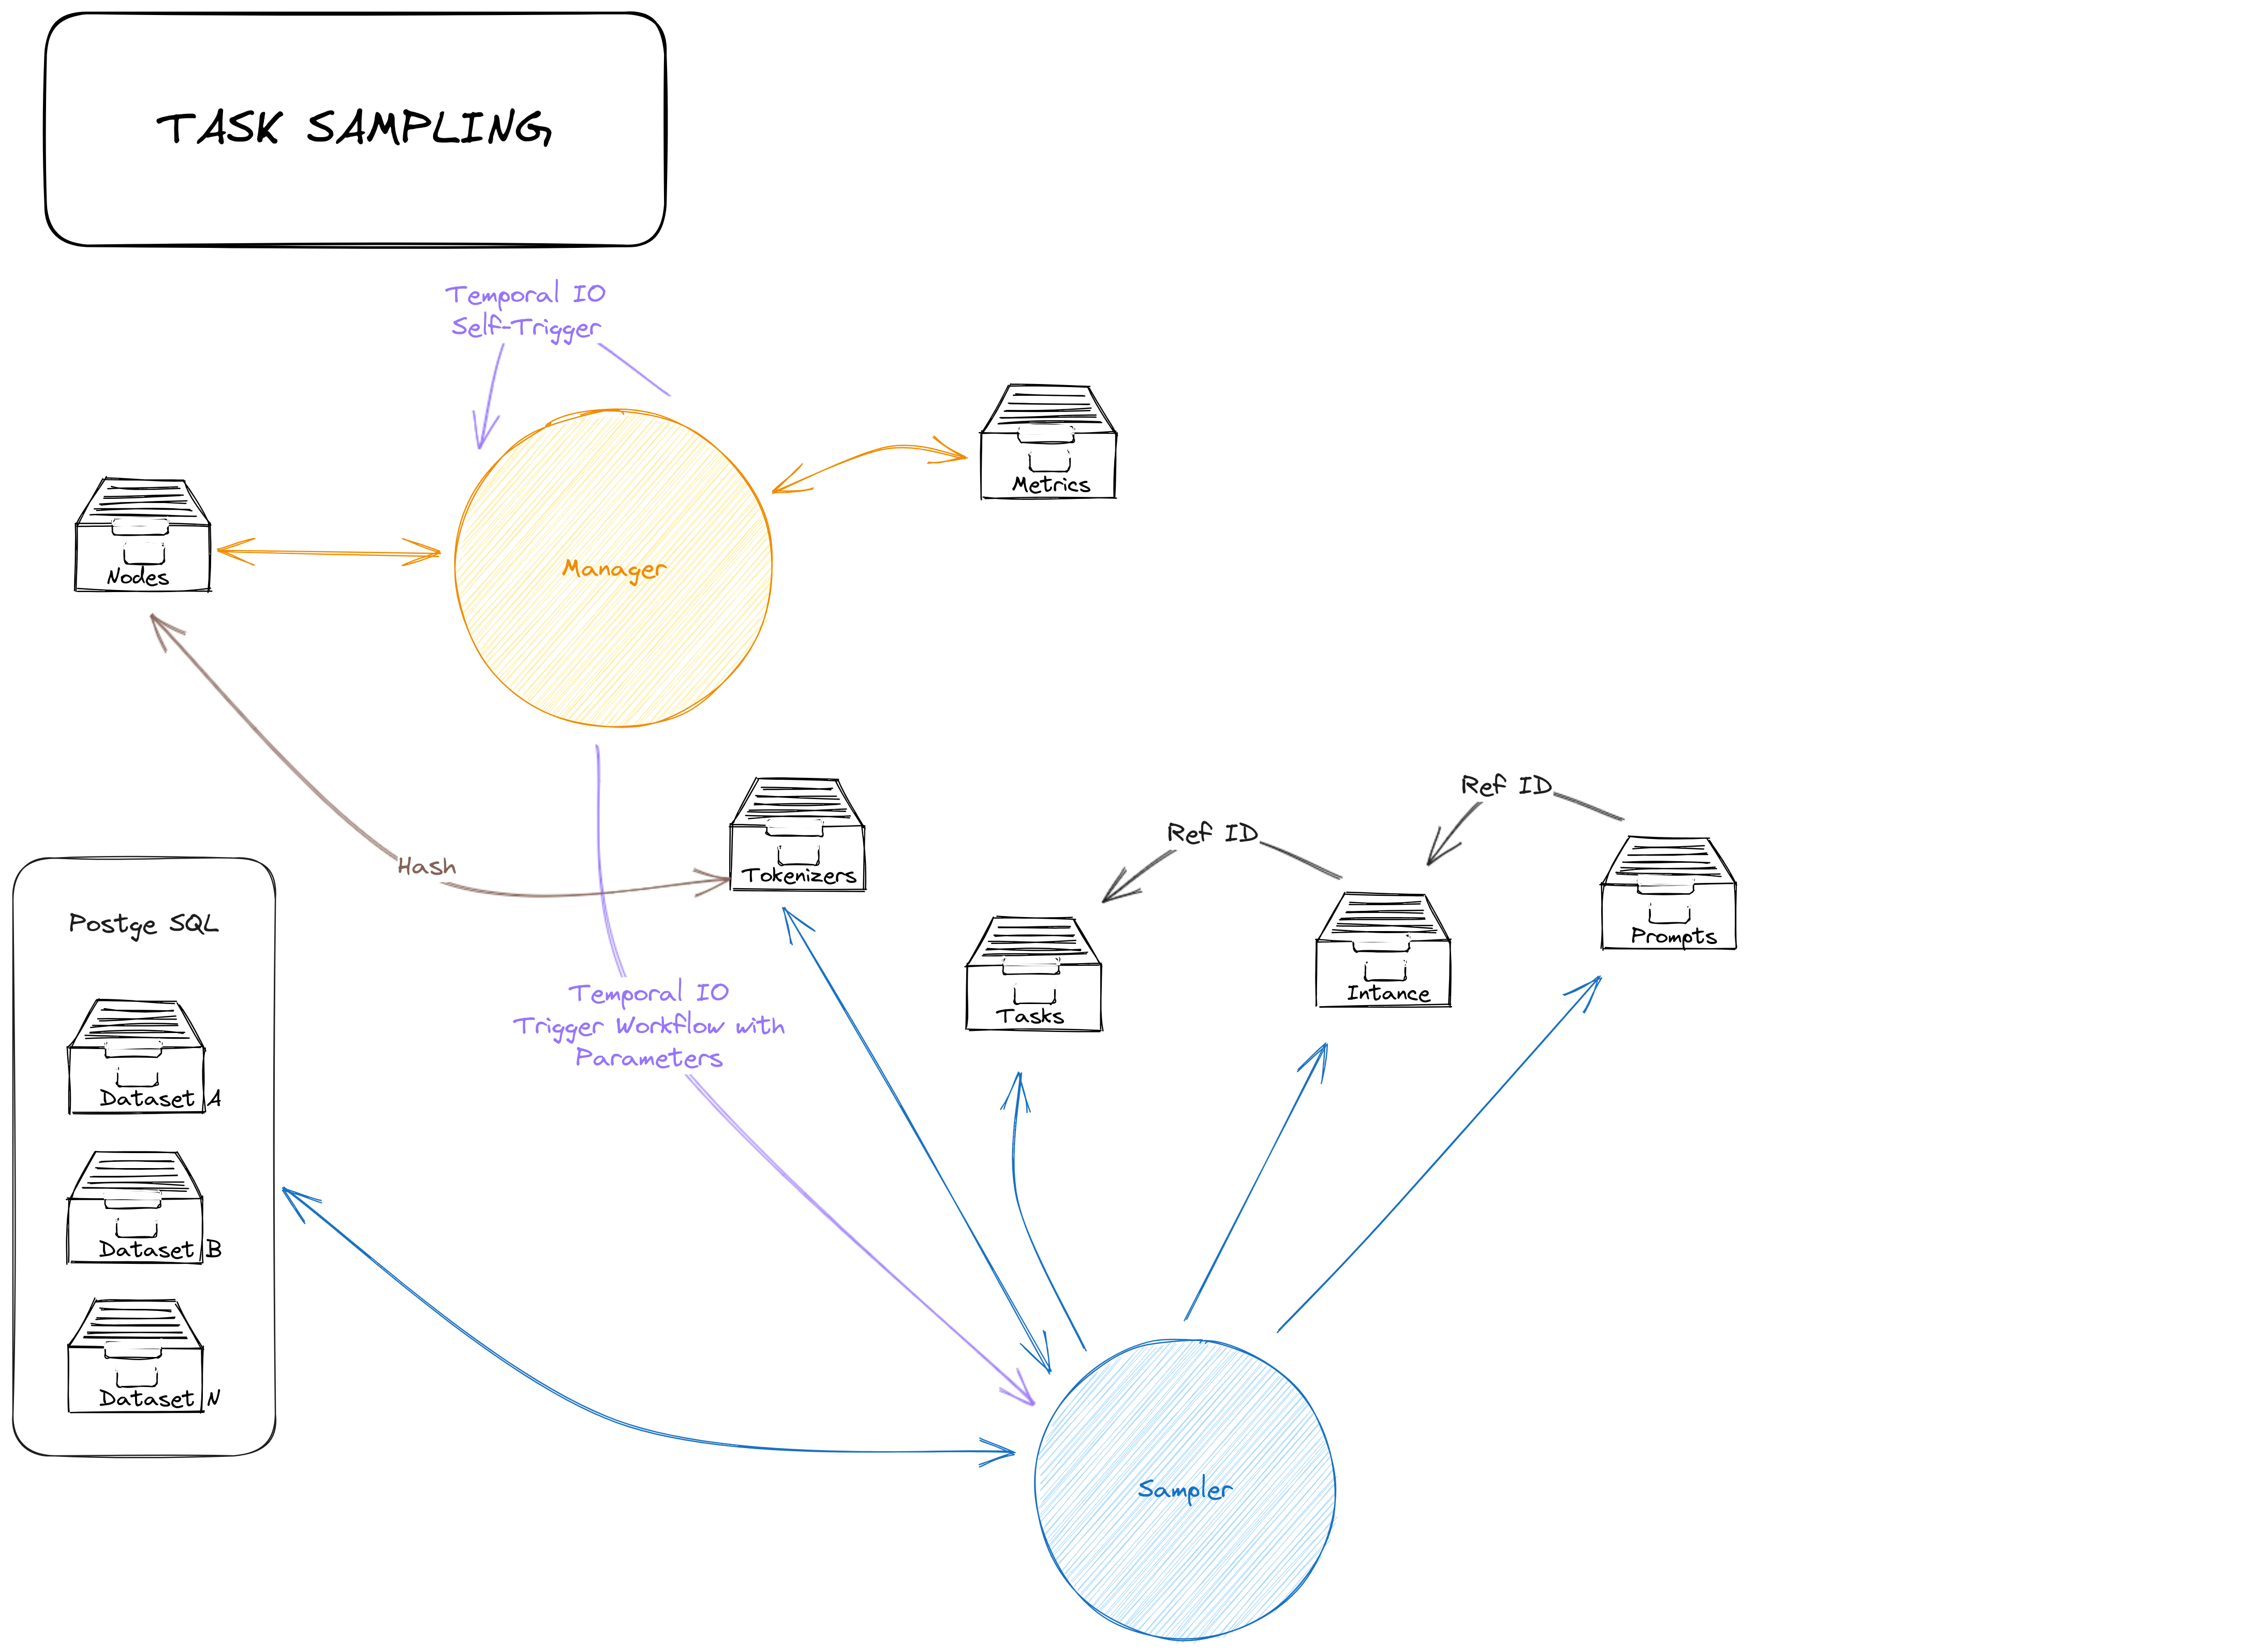 TASK SAMPLING
Temporal IO
Self-Trigger
Metrics
Nodes
Manager
Hash
Tokenizers
Ref ID
Ref ID
Postge SQL
Prompts
Intance
Tasks
Temporal IO
Trigger Workflow with
Parameters
Dataset A
Dataset B
Dataset N
Sampler